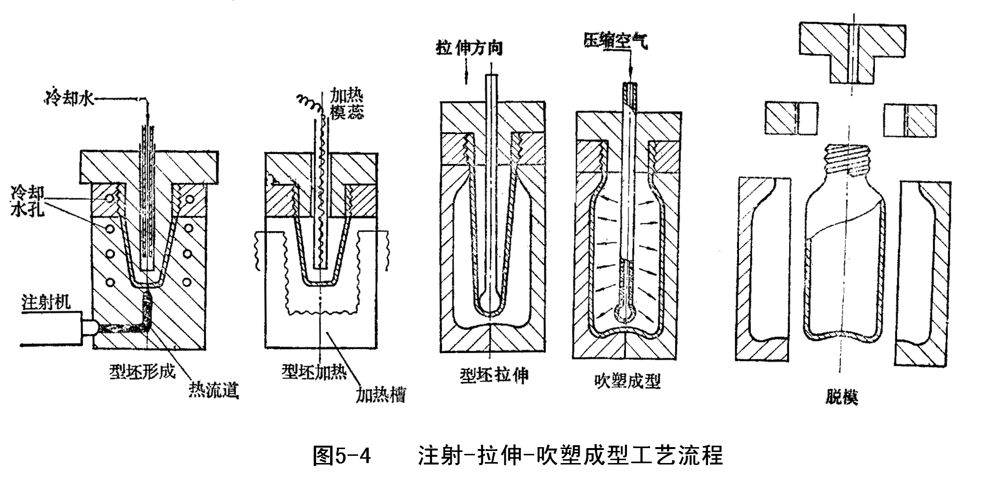 冷却水
冷却
水孔
注射机
型坯形成
热流道
加热
模蕊
型坯加热
加热槽
拉伸方向
型坯拉伸
压缩空气
吹塑成型
脱模
图5-4 注射-拉伸-吹塑成型工艺流程